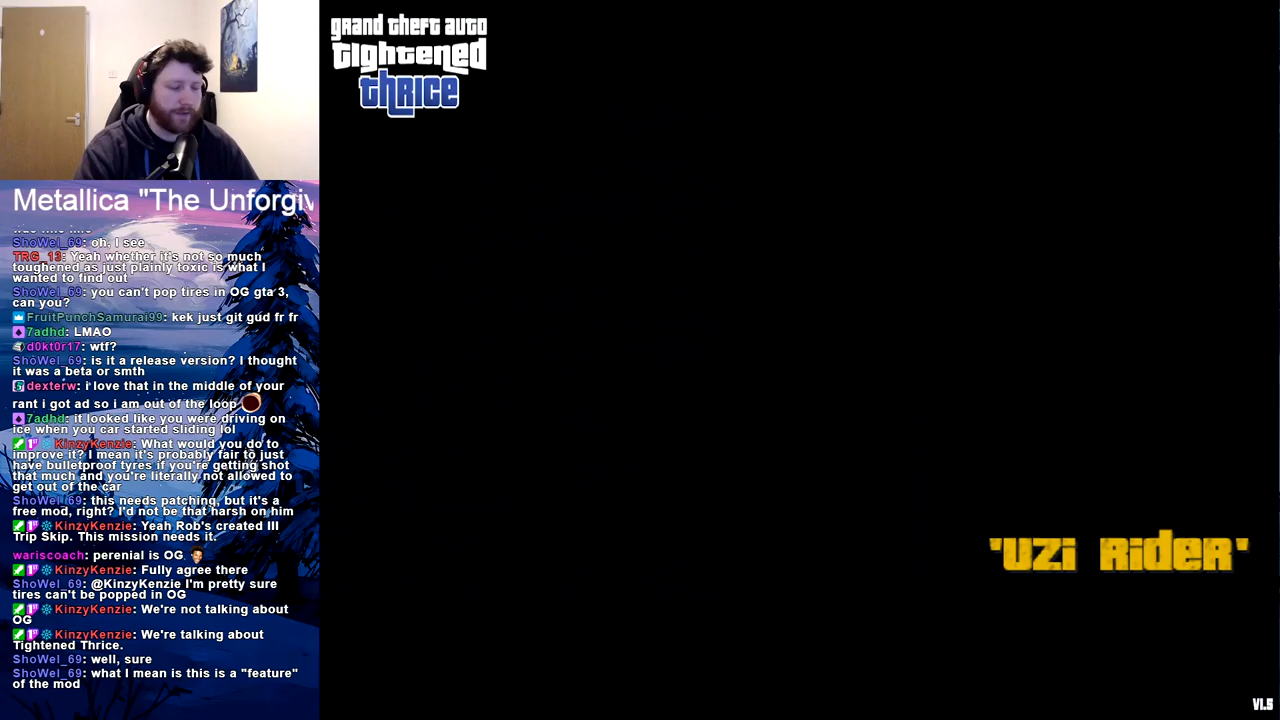 grand theft auto
tightened
thrice
Metallica "The Unforgiv
ShoWel_69: oh, I see
TRG_13: Yeah whether it's not so much
toughened as just plainly toxic is what I
wanted to find out
ShoWel_69: you can't pop tires in OG gta 3,
can you?
FruitPunchSamurai99: kek just git gud fr fr
7adhd: LMAO
d0kt0r17: wtf?
ShoWel_69: is it a release version? I thought
it was a beta or smth
dexterw: i love that in the middle of your
rant i got ad so i am out of the loop
7adhd: it looked like you were driving on
ice when you car started sliding lol
KinzyKenzie: What would you do to
improve it? I mean it's probably fair to just
have bulletproof tyres if you're getting shot
that much and you're literally not allowed to
get out of the car
ShoWel_69: this needs patching, but it's a
free mod, right? I'd not be that harsh on him
KinzyKenzie: Yeah Rob's created III
Trip Skip. This mission needs it.
wariscoach: perenial is OG
KinzyKenzie: Fully agree there
ShoWel_69: @KinzyKenzie I'm pretty sure
tires can't be popped in OG
KinzyKenzie: We're not talking about
OG
KinzyKenzie: We're talking about
Tightened Thrice.
ShoWel_69: well, sure
ShoWel_69: what I mean is this is a "feature"
of the mod
'UZI RIDER'
V1.5